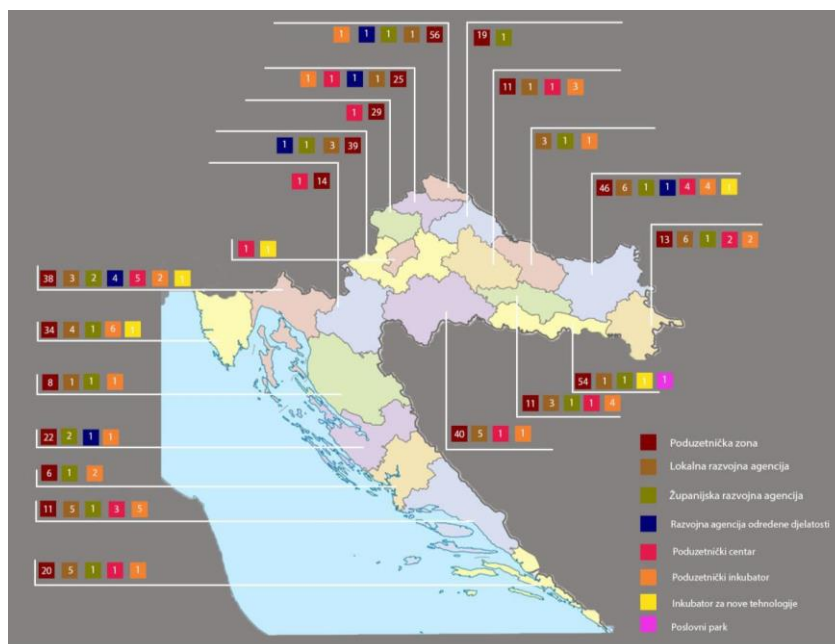 1 1 1 1 56
19 1
1 1 1 1 25
11 1 1 3
1 29
1 1 3 39
3 1 1
1 14
46 6 1 1 4 4 1
13 6 1 2 2
1 1
38 3 2 4 5 2 1
34 4 1 6 1
8 1 1 1
54 1 1 1 1
11 3 1 1 4
22 2 1 1
40 5 1 1
6 1 2
11 5 1 3 5
20 5 1 1 1
Poduzetnička zona
Lokalna razvojna agencija
Županijska razvojna agencija
Razvojna agencija određene djelatosti
Poduzetnički centar
Poduzetnički inkubator
Inkubator za nove tehnologije
Poslovni park